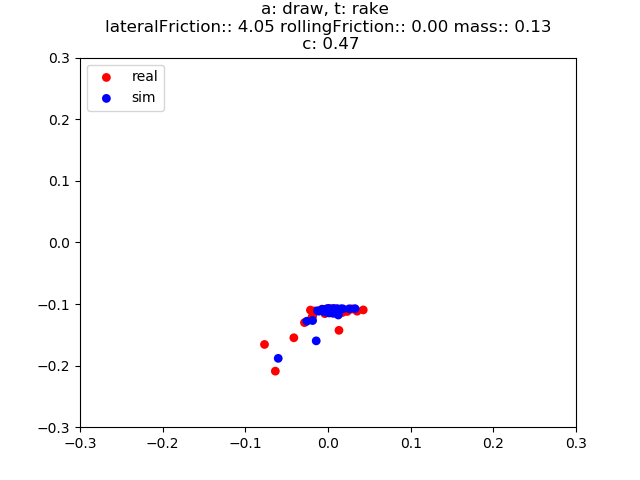 a: draw, t: rake
lateralFriction:: 4.05 rollingFriction:: 0.00 mass:: 0.13
c: 0.47
real
sim
0.3
0.2
0.1
0.0
−0.1
−0.2
−0.3
−0.3 −0.2 −0.1 0.0 0.1 0.2 0.3